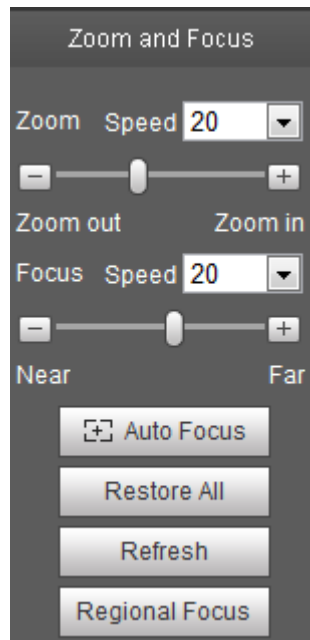 Zoom and Focus
Zoom Speed 20
Zoom out Zoom in
Focus Speed 20
Near Far
Auto Focus
Restore All
Refresh
Regional Focus